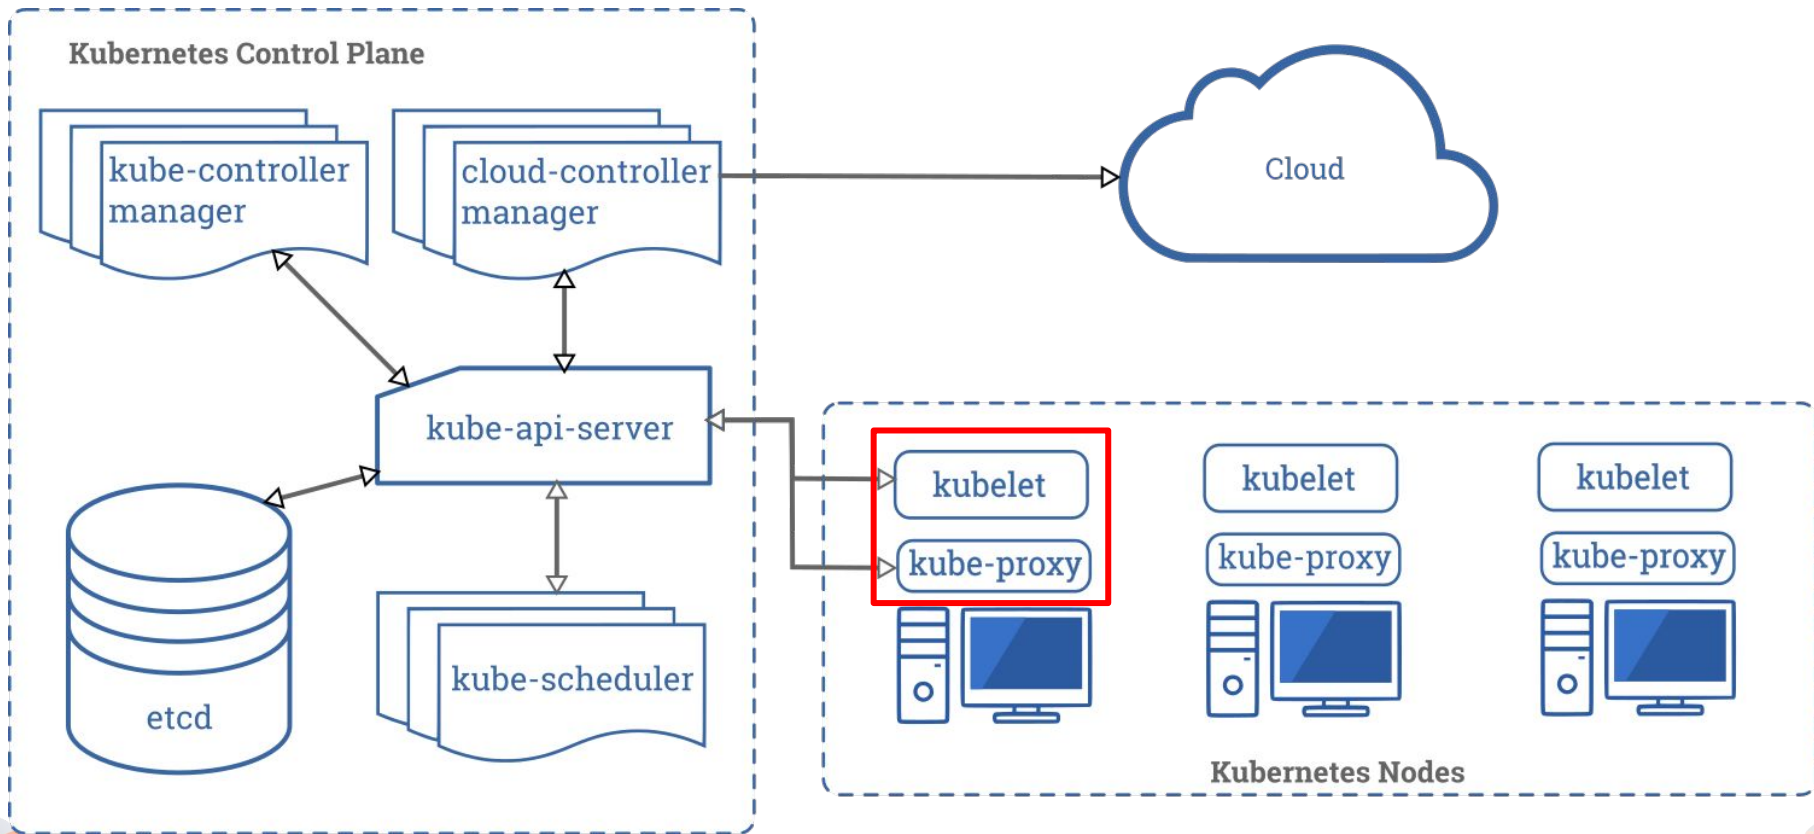 Kubernetes Control Plane
kube-controller
manager
cloud-controller
manager
Cloud
kube-api-server
etcd
kube-scheduler
kubelet
kube-proxy
kubelet
kube-proxy
kubelet
kube-proxy
Kubernetes Nodes